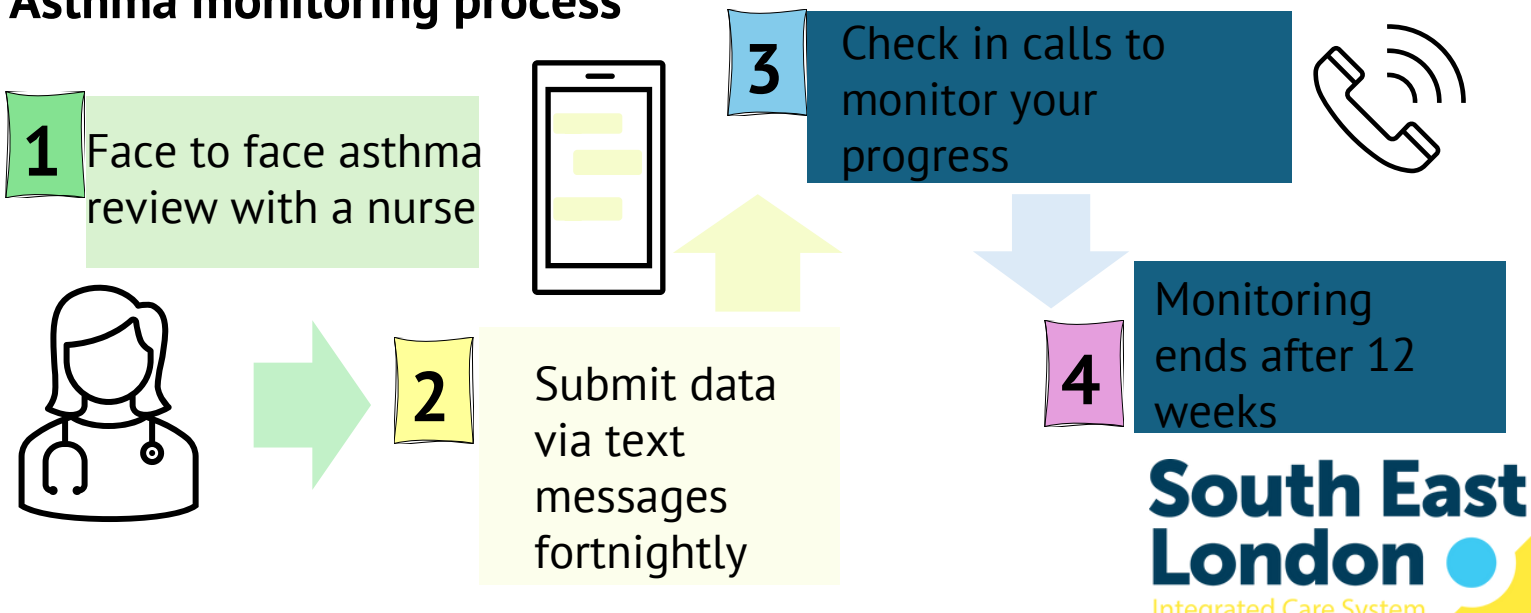 Asthma monitoring process
1
Face to face asthma
review with a nurse
2
Submit data
via text
messages
fortnightly
3
Check in calls to
monitor your
progress
4
Monitoring
ends after 12
weeks
South East
London
Integrated Care System